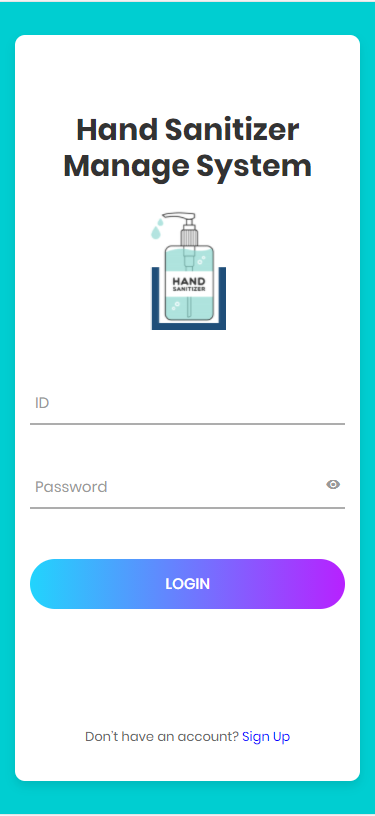 Hand Sanitizer
Manage System
HAND
SANITIZER
ID
Password
LOGIN
Don't have an account? Sign Up